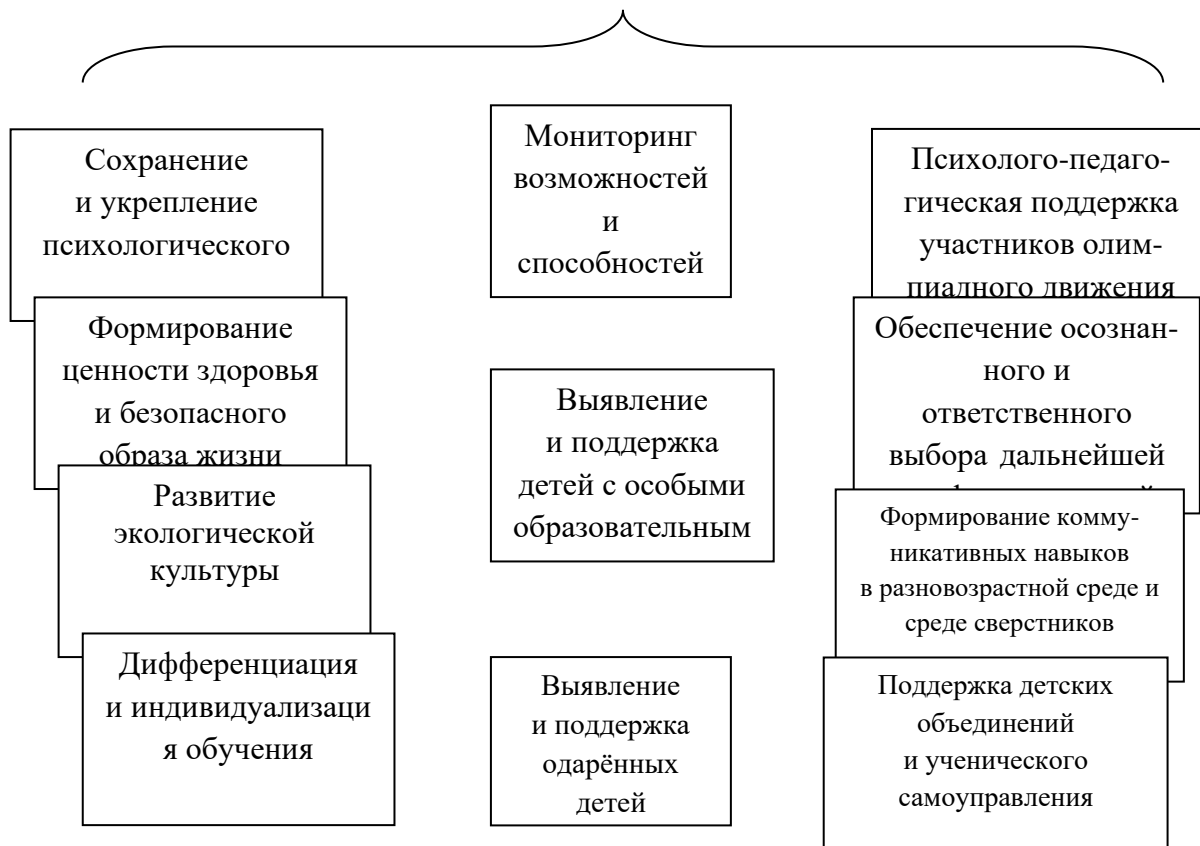 Сохранение
и укрепление
психологического
Формирование
ценности здоровья
и безопасного
образа жизни
Развитие
экологической
культуры
Дифференциация
и индивидуализаци
я обучения
Мониторинг
возможностей
и
способностей
Выявление
и поддержка
детей с особыми
образовательным
Выявление
и поддержка
одарённых
детей
Психолого-педаго-
гическая поддержка
участников олим-
пиадного движения
Обеспечение осознан-
ного и
ответственного
выбора дальнейшей
Формирование комму-
никативных навыков
в разновозрастной среде и
среде сверстников
Поддержка детских
объединений
и ученического
самоуправления